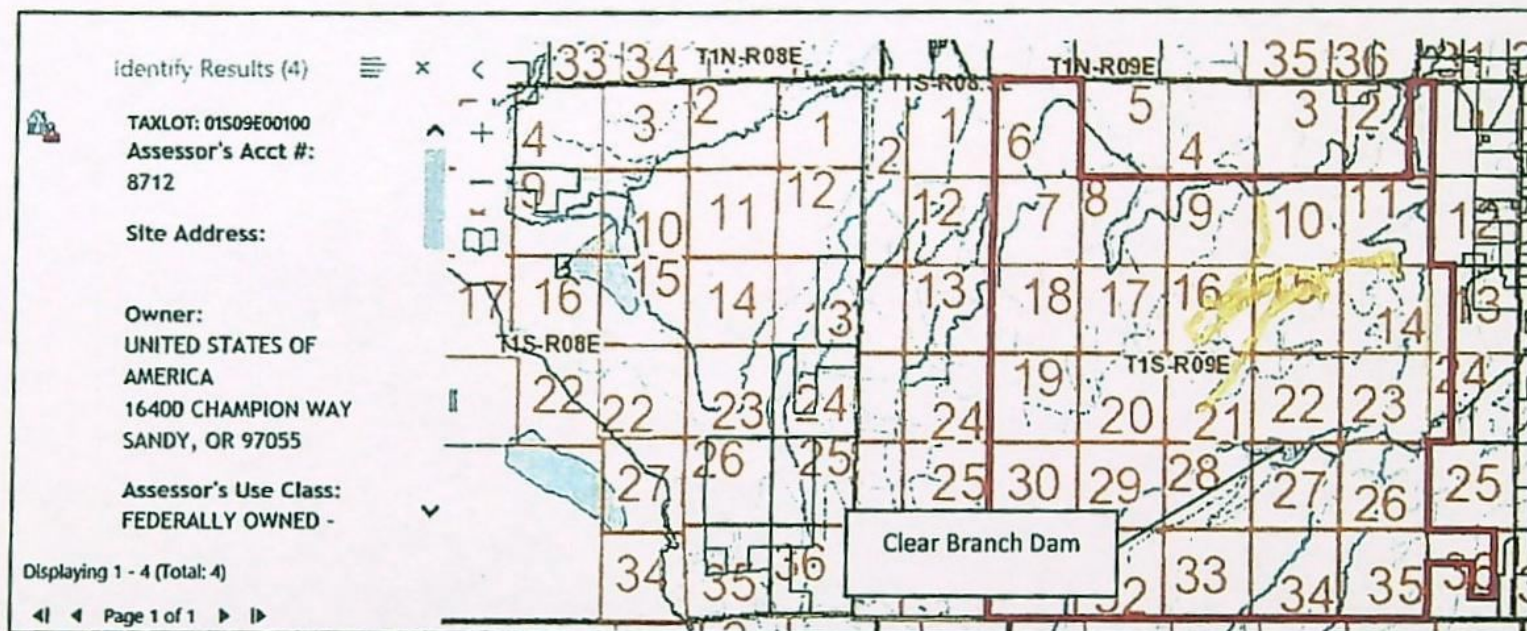 Identify Results (4)
TAXLOT: 01S09E00100
Assessor's Acct #:
8712
Site Address:
Owner:
UNITED STATES OF
AMERICA
16400 CHAMPION WAY
SANDY, OR 97055
Assessor's Use Class:
FEDERALLY OWNED -
Displaying 1 - 4 (Total: 4)
Page 1 of 1
33 34 T1N-R08E T1N-R09E 35 36
T1S-R08
4 3 2 1 2 1 6 5 4 3 2 1
9 10 11 12 12 7 8 9 10 11 12
17 16 15 14 13 13 18 17 16 15 14 13
T1S-R08E T1S-R09E
22 22 23 24 24 19 20 21 22 23 24
27 26 25 25 30 29 28 27 26 25
Clear Branch Dam
34 35 36 32 33 34 35 36